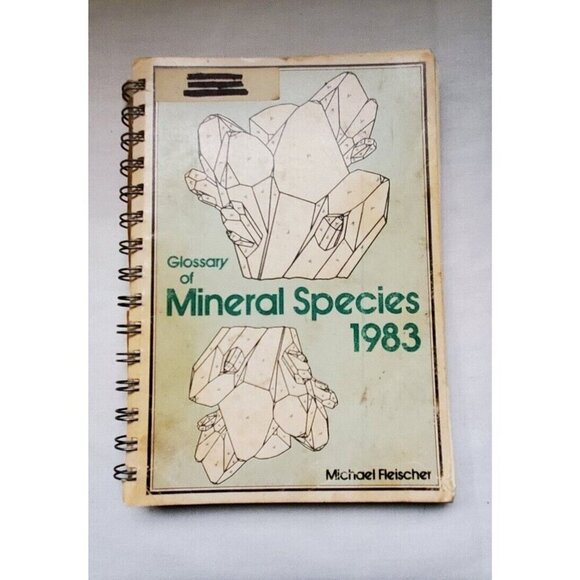 Glossary
of
Mineral Species
1983
Michael Fleischer